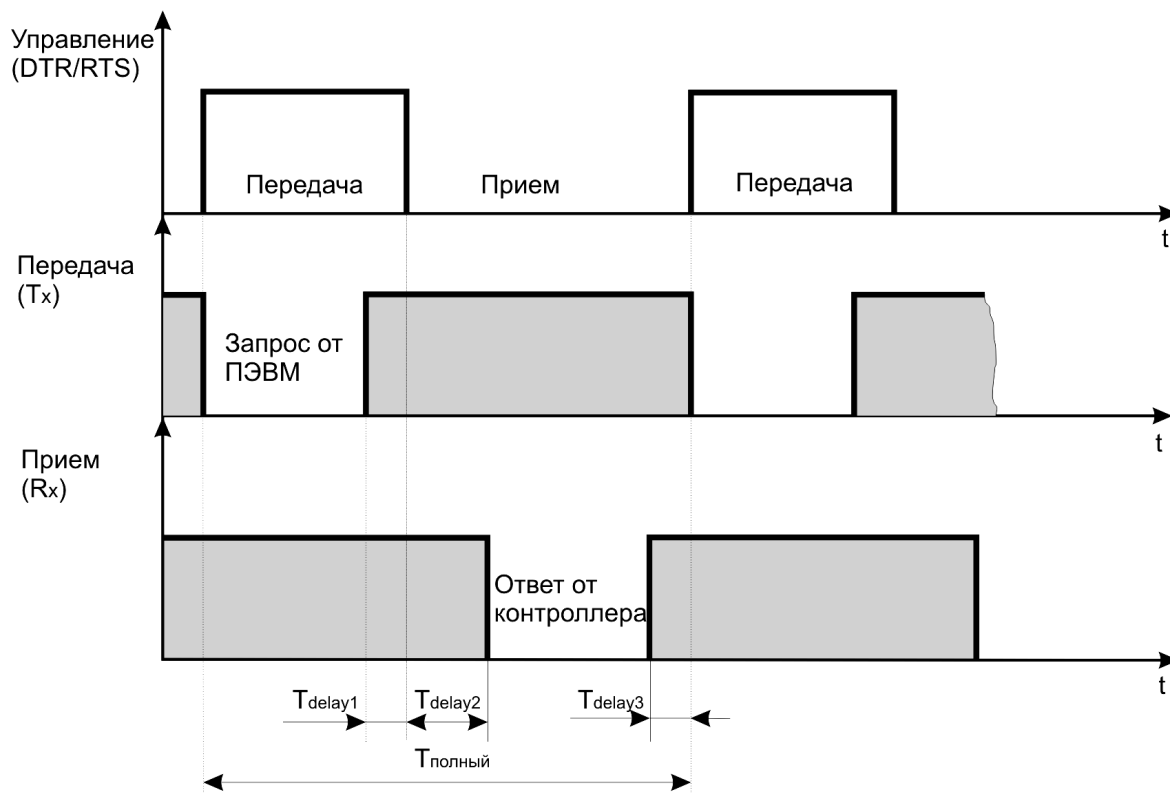 Управление
(DTR/RTS)
Передача
Прием
Передача
t
Передача
(Tx)
Запрос от
ПЭВМ
t
Прием
(Rx)
Ответ от
контроллера
t
Tdelay1
Tdelay2
Tdelay3
Tполный